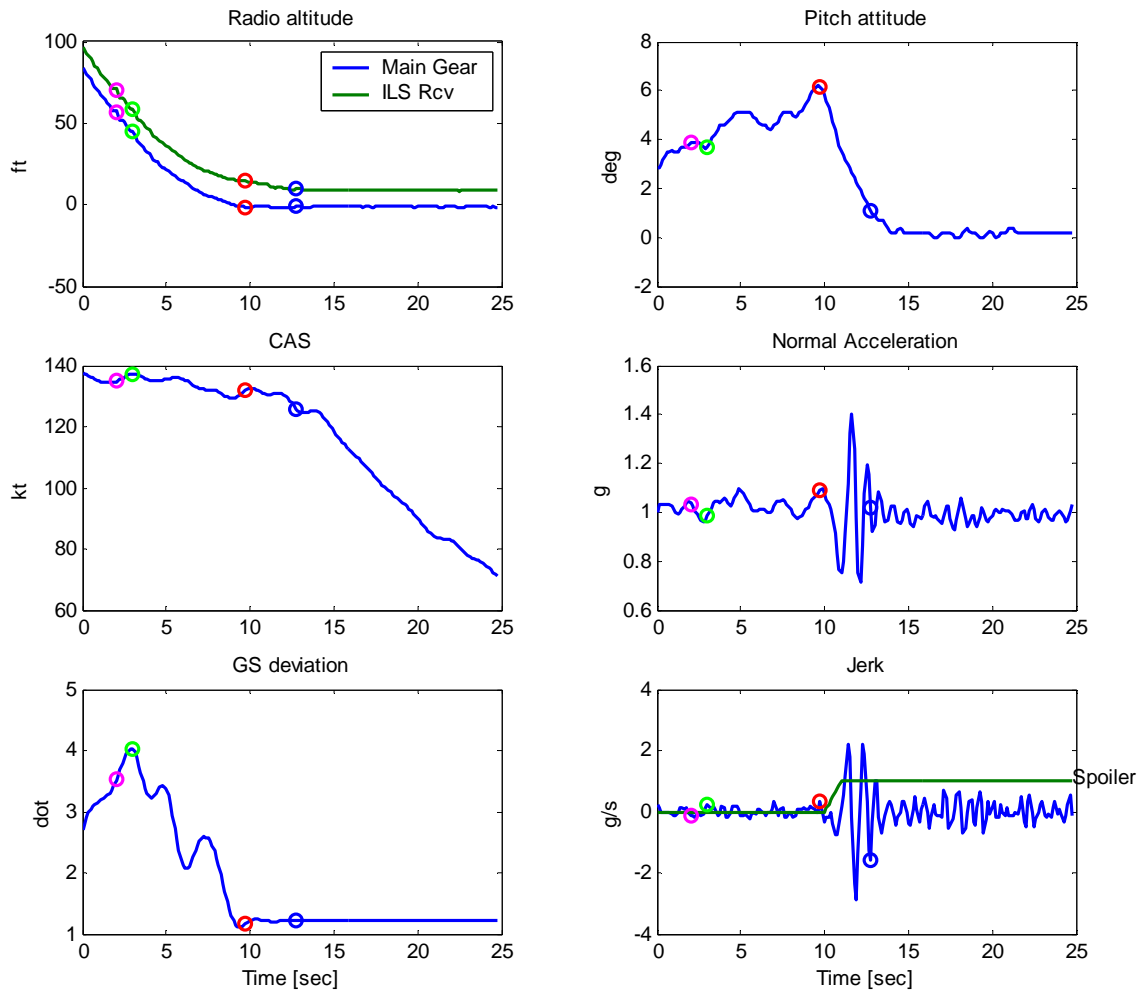 Radio altitude
100
50
0
-50
ft
Main Gear
ILS Rcv
0 5 10 15 20 25
Pitch attitude
8
6
4
2
0
-2
deg
0 5 10 15 20 25
CAS
140
120
100
80
60
kt
0 5 10 15 20 25
Normal Acceleration
1.6
1.4
1.2
1
0.8
0.6
g
0 5 10 15 20 25
GS deviation
5
4
3
2
1
dot
0 5 10 15 20 25
Time [sec]
Jerk
4
2
0
-2
-4
g/s
Spoiler
0 5 10 15 20 25
Time [sec]